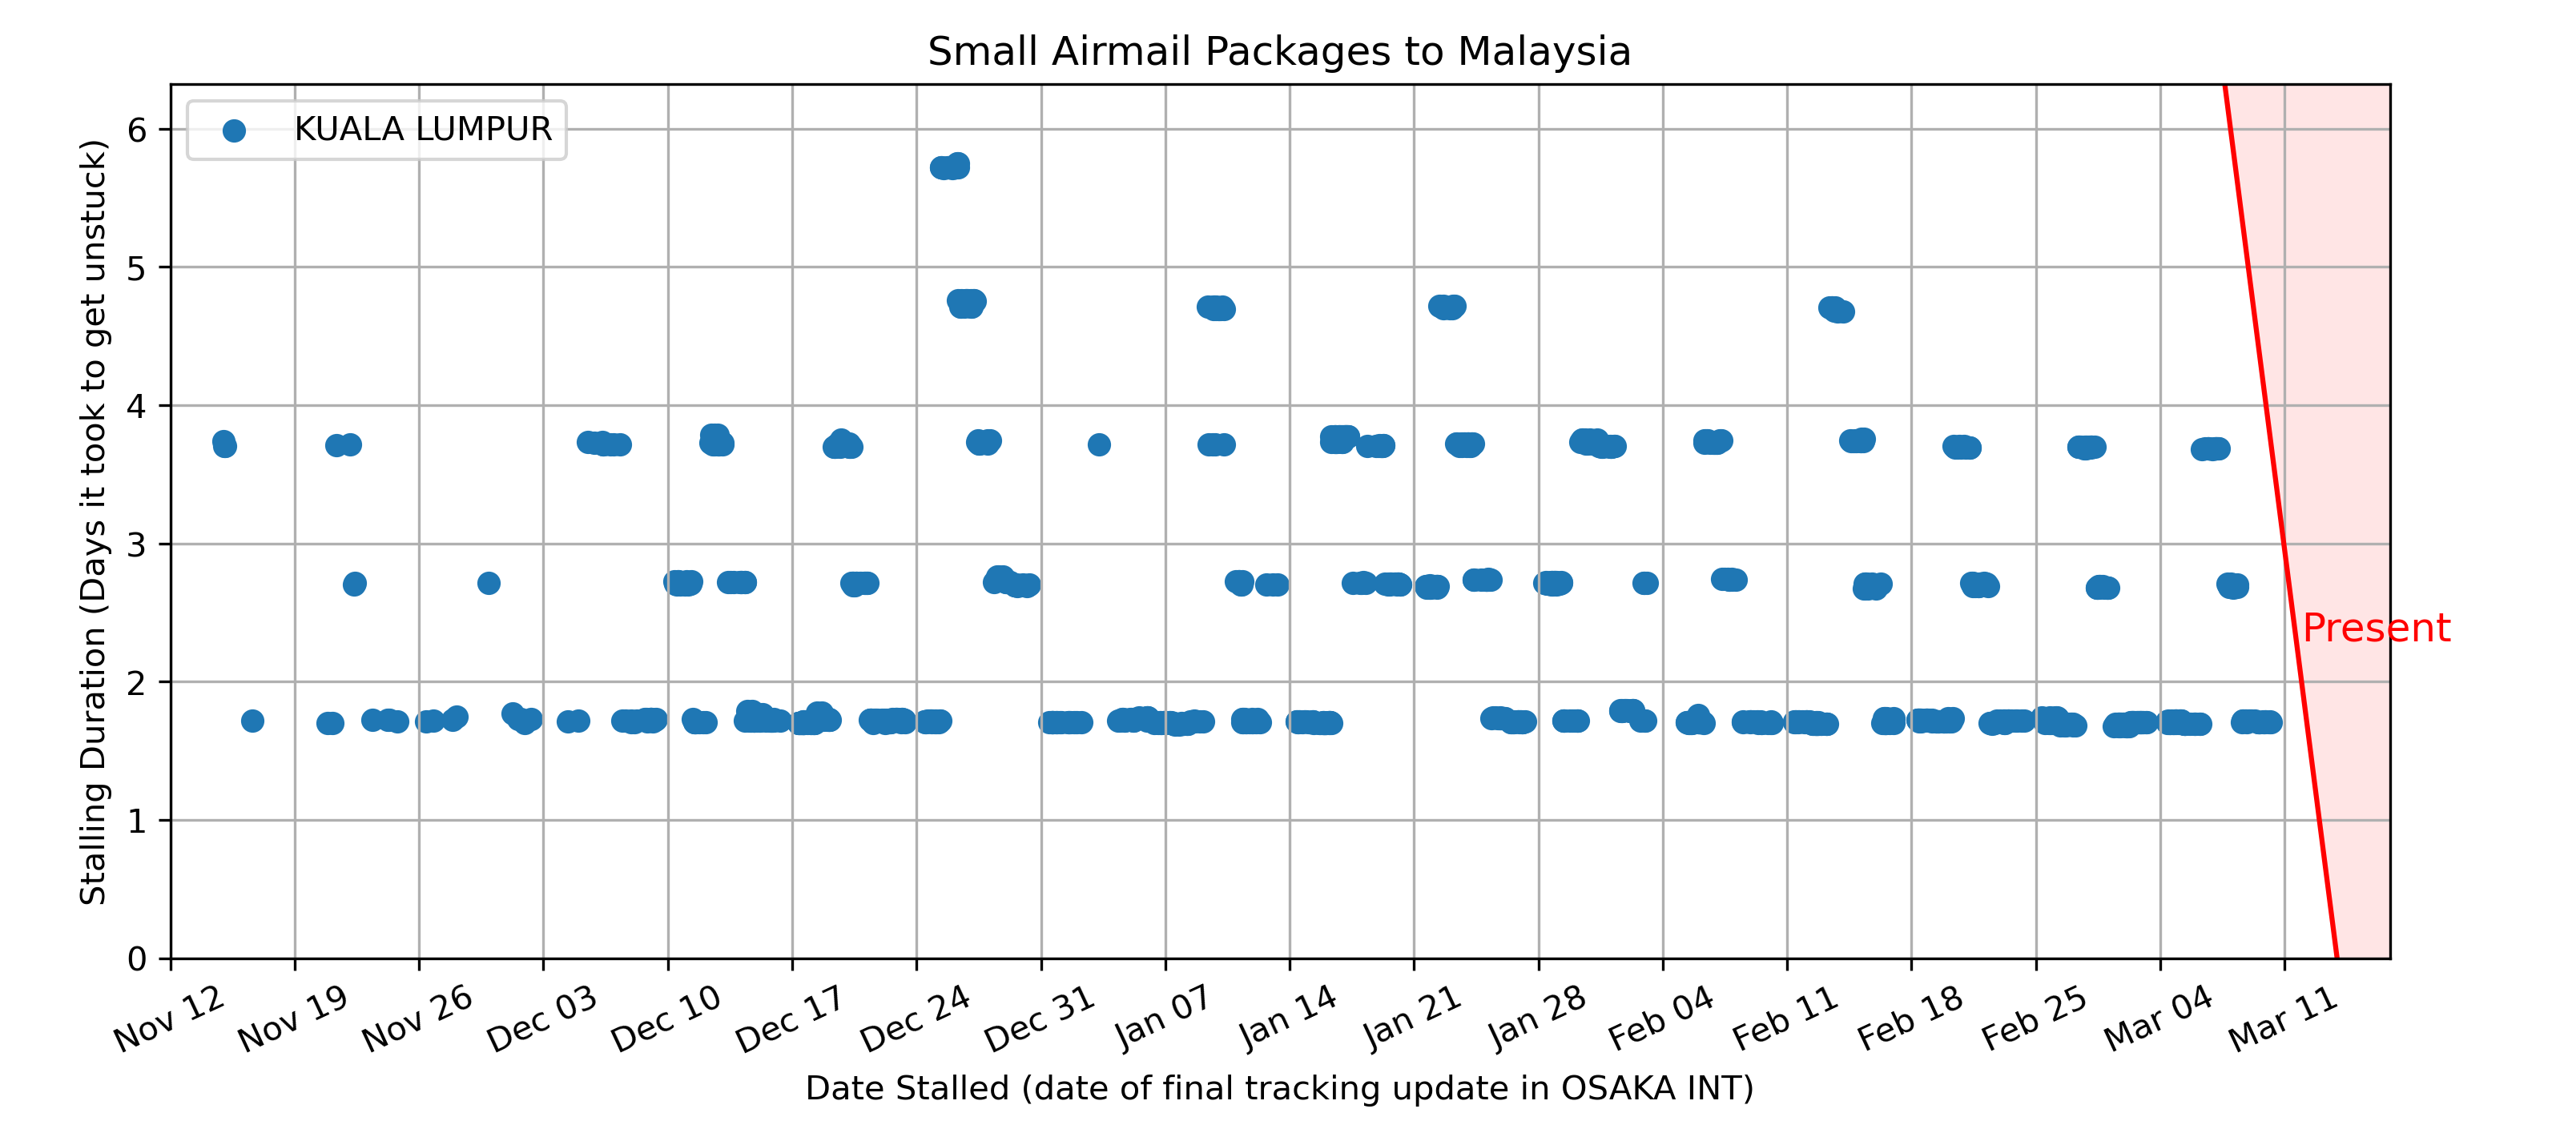 Small Airmail Packages to Malaysia
KUALA LUMPUR
Stalling Duration (Days it took to get unstuck)
6
5
4
3
2
1
0
Present
Nov 12 Nov 19 Nov 26 Dec 03 Dec 10 Dec 17 Dec 24 Dec 31 Jan 07 Jan 14 Jan 21 Jan 28 Feb 04 Feb 11 Feb 18 Feb 25 Mar 04 Mar 11
Date Stalled (date of final tracking update in OSAKA INT)